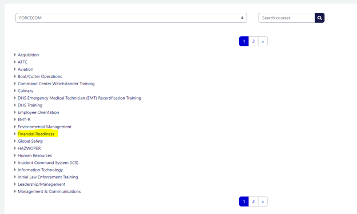 FORCECOM
Search courses
1 2 »
Acquisition
ATTC
Aviation
Boat/Cutter Operations
Command Center Watchstander Training
Culinary
DHS Emergency Medical Technician (EMT) Recertification Training
DHS Training
Employee Orientation
EMT-R
Environmental Management
Financial Readiness
Global Safety
HAZWOPER
Human Resources
Incident Command System (ICS)
Information Technology
Initial Law Enforcement Training
Leadership/Management
Management & Communications
1 2 »